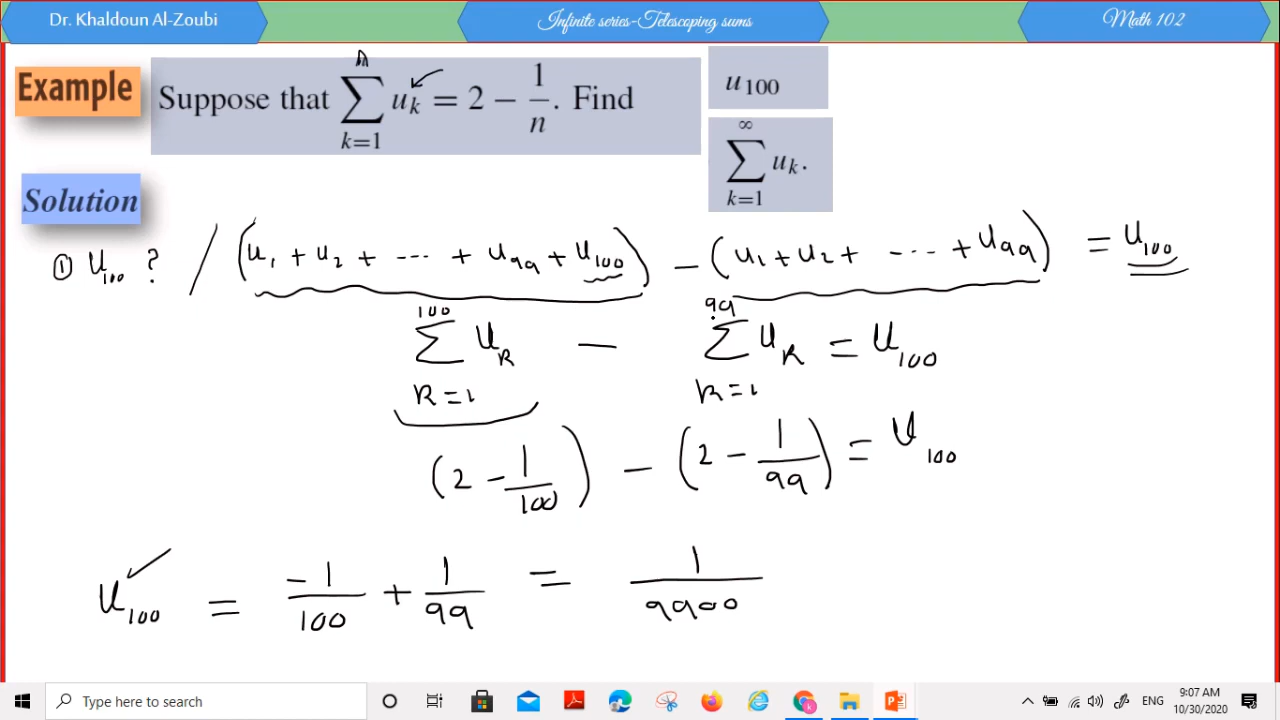 Dr. Khaldoun Al-Zoubi Infinite series-Telescoping sums Math 102
Example Suppose that ∑_{k=1}^{n} u_k = 2 − 1/n. Find u_100
∑_{k=1}^{∞} u_k.
Solution
① u_100 ? / (u_1 + u_2 + ... + u_99 + u_100) − (u_1 + u_2 + ... + u_99) = u_100
∑_{k=1}^{100} u_k − ∑_{k=1}^{99} u_k = u_100
(2 − 1/100) − (2 − 1/99) = u_100
u_100 = −1/100 + 1/99 = 1/9900
Type here to search ENG 9:07 AM
10/30/2020